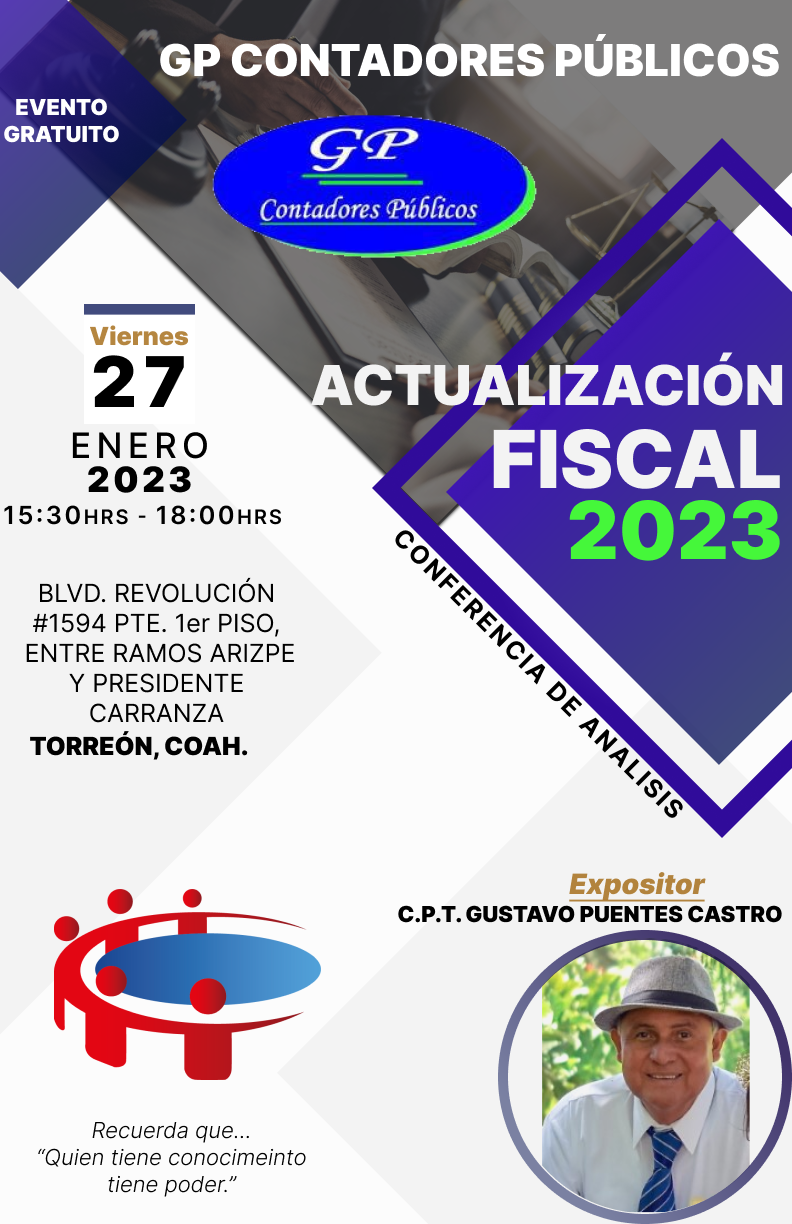 GP CONTADORES PÚBLICOS
EVENTO
GRATUITO
GP
Contadores Públicos
Viernes
27
ENERO
2023
15:30HRS - 18:00HRS
ACTUALIZACIÓN
FISCAL
2023
CONFERENCIA DE ANALISIS
BLVD. REVOLUCIÓN
#1594 PTE. 1er PISO,
ENTRE RAMOS ARIZPE
Y PRESIDENTE
CARRANZA
TORREÓN, COAH.
Expositor
C.P.T. GUSTAVO PUENTES CASTRO
Recuerda que...
“Quien tiene conocimeinto
tiene poder.”